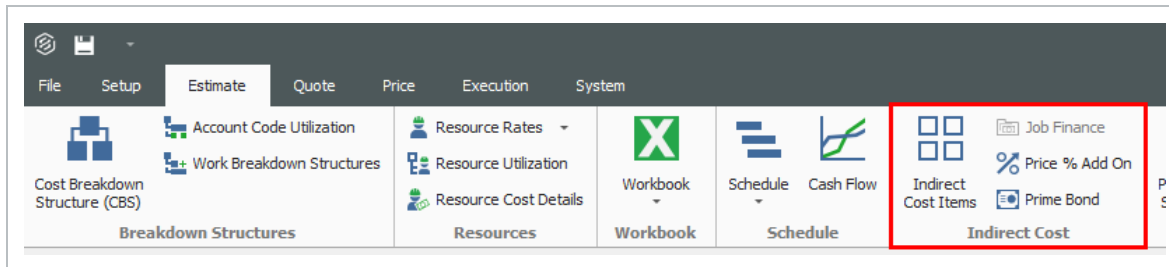 File Setup Estimate Quote Price Execution System
Cost Breakdown
Structure (CBS)
Account Code Utilization
Work Breakdown Structures
Breakdown Structures
Resource Rates
Resource Utilization
Resource Cost Details
Resources
Workbook
Workbook
Schedule
Cash Flow
Schedule
Indirect
Cost Items
Job Finance
Price % Add On
Prime Bond
Indirect Cost